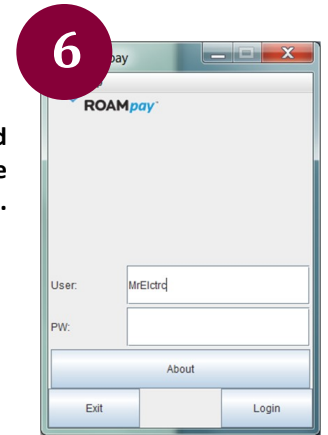 6
pay
ROAMpay
d
e
.
User: MrElctrc
PW:
About
Exit Login